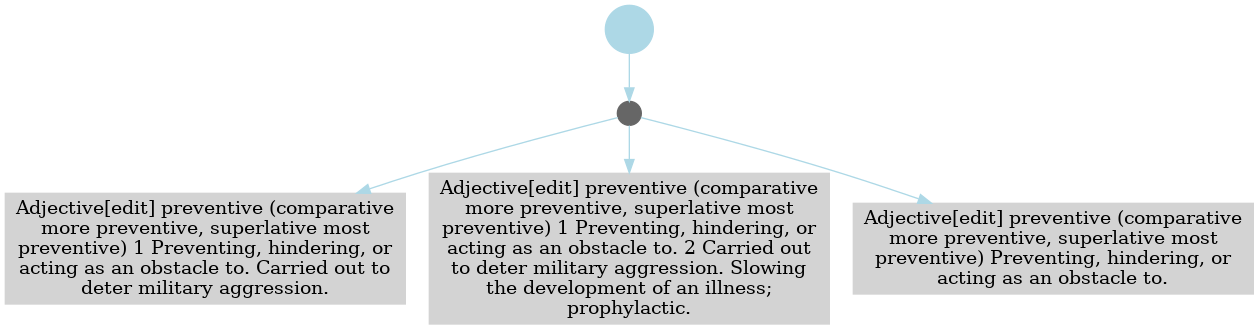 Adjective[edit] preventive (comparative
more preventive, superlative most
preventive) 1 Preventing, hindering, or
acting as an obstacle to. Carried out to
deter military aggression.
Adjective[edit] preventive (comparative
more preventive, superlative most
preventive) 1 Preventing, hindering, or
acting as an obstacle to. 2 Carried out
to deter military aggression. Slowing
the development of an illness;
prophylactic.
Adjective[edit] preventive (comparative
more preventive, superlative most
preventive) Preventing, hindering, or
acting as an obstacle to.